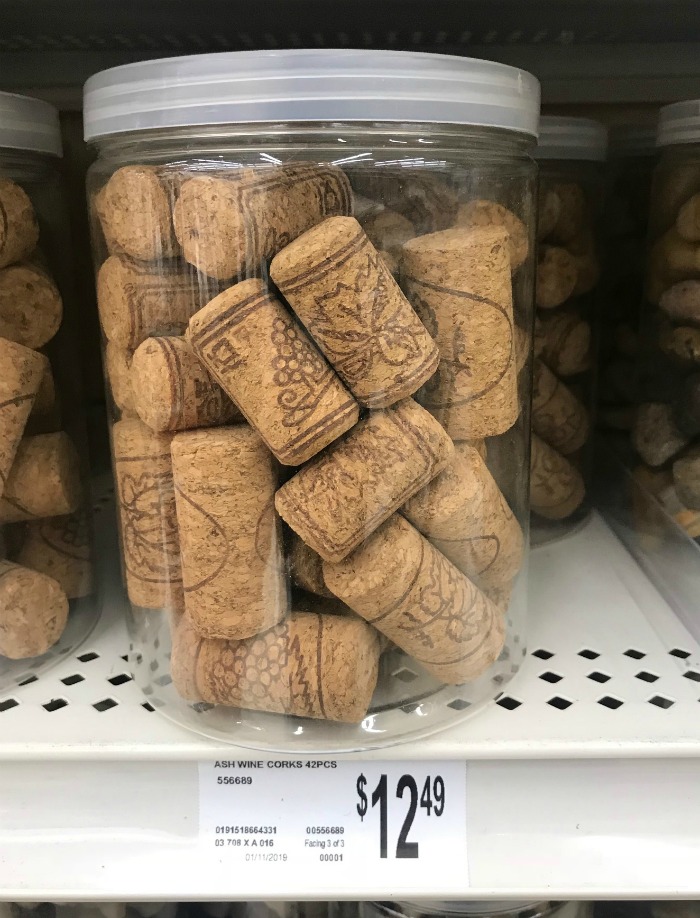 ASH WINE CORKS 42PCS
556689
$12.49
0191518664331 00556689
03 708 X A 016 Facing 3 of 3
01/11/2019 00001